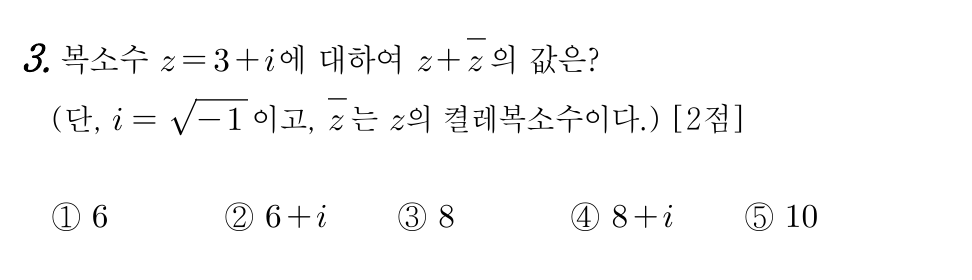 3. 복소수 z=3+i에 대하여 z+z̅의 값은?
(단, i=√-1이고, z̅는 z의 켤레복소수이다.) [2점]
① 6 ② 6+i ③ 8 ④ 8+i ⑤ 10